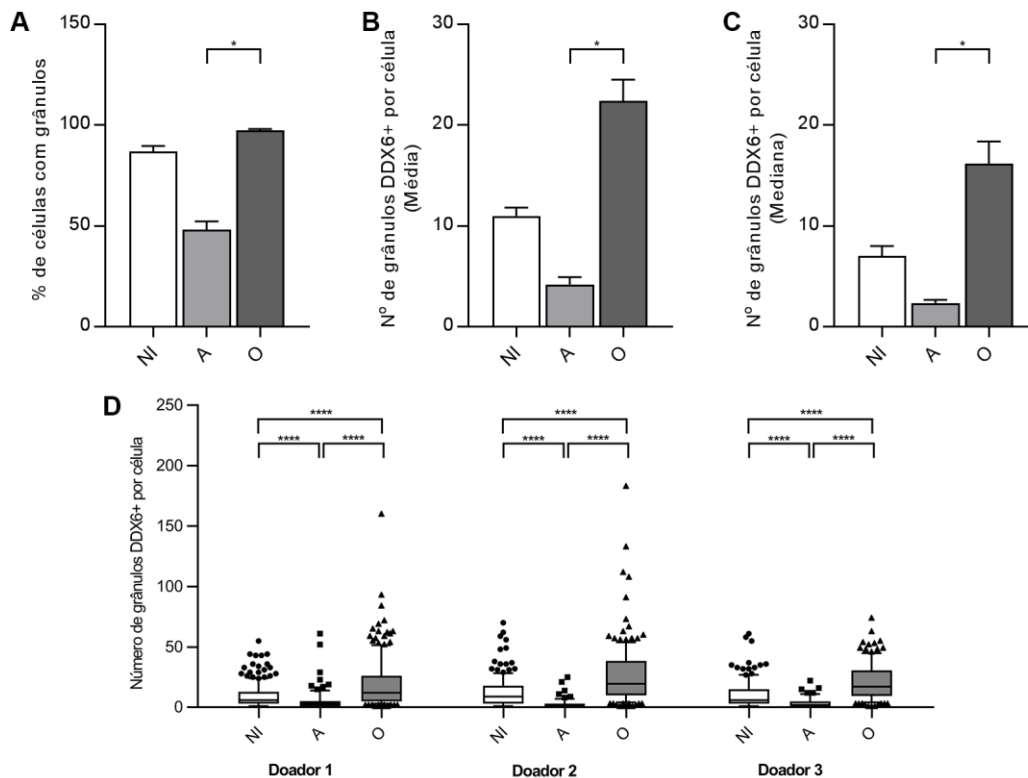 A
% de células com grânulos
150
100
50
0
*
NI
A
O
B
Nº de grânulos DDX6+ por célula
(Média)
30
20
10
0
*
NI
A
O
C
Nº de grânulos DDX6+ por célula
(Mediana)
30
20
10
0
*
NI
A
O
D
Número de grânulos DDX6+ por célula
250
200
150
100
50
0
****
****
****
****
****
****
****
****
****
NI
A
O
NI
A
O
NI
A
O
Doador 1
Doador 2
Doador 3